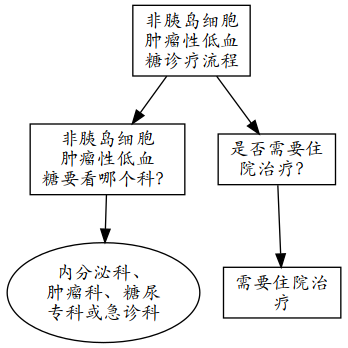 非胰岛细胞
肿瘤性低血
糖诊疗流程
非胰岛细胞
肿瘤性低血
糖要看哪个科?
是否需要住
院治疗?
内分泌科、
肿瘤科、糖尿
专科或急诊科
需要住院治
疗